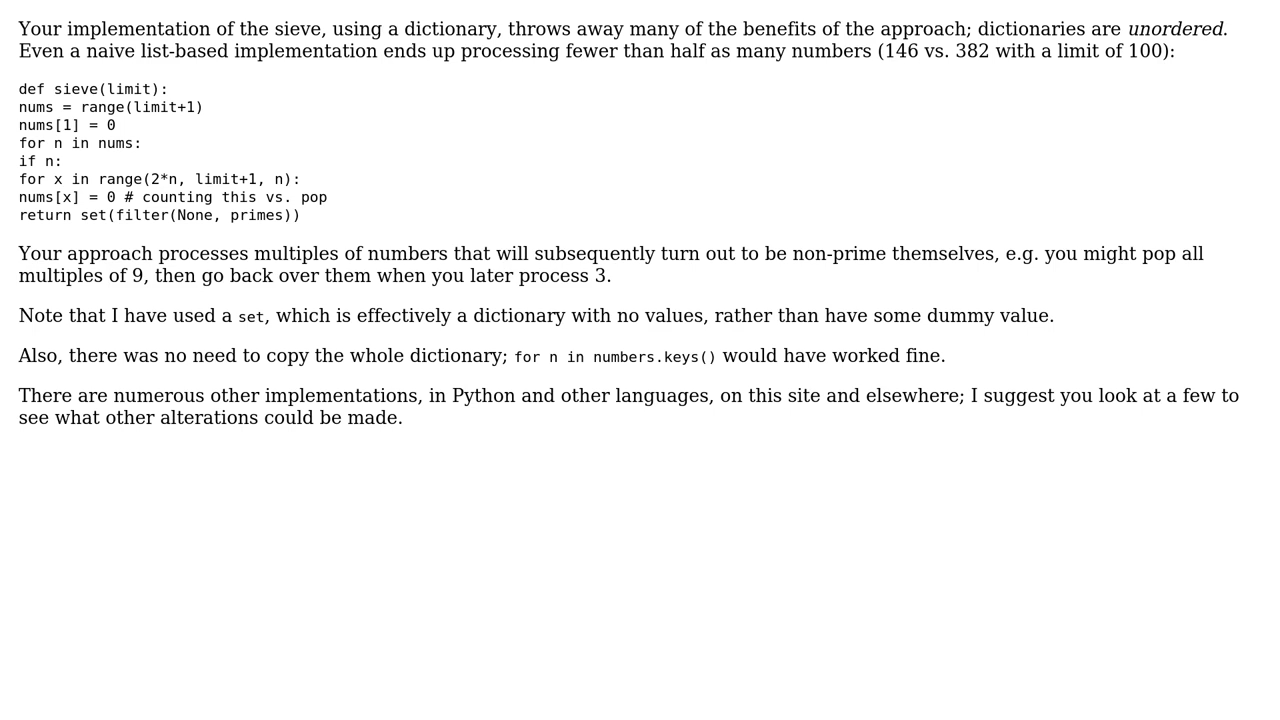 Your implementation of the sieve, using a dictionary, throws away many of the benefits of the approach; dictionaries are unordered.
Even a naive list-based implementation ends up processing fewer than half as many numbers (146 vs. 382 with a limit of 100):
def sieve(limit):
nums = range(limit+1)
nums[1] = 0
for n in nums:
if n:
for x in range(2*n, limit+1, n):
nums[x] = 0 # counting this vs. pop
return set(filter(None, primes))
Your approach processes multiples of numbers that will subsequently turn out to be non-prime themselves, e.g. you might pop all
multiples of 9, then go back over them when you later process 3.
Note that I have used a set, which is effectively a dictionary with no values, rather than have some dummy value.
Also, there was no need to copy the whole dictionary; for n in numbers.keys() would have worked fine.
There are numerous other implementations, in Python and other languages, on this site and elsewhere; I suggest you look at a few to
see what other alterations could be made.